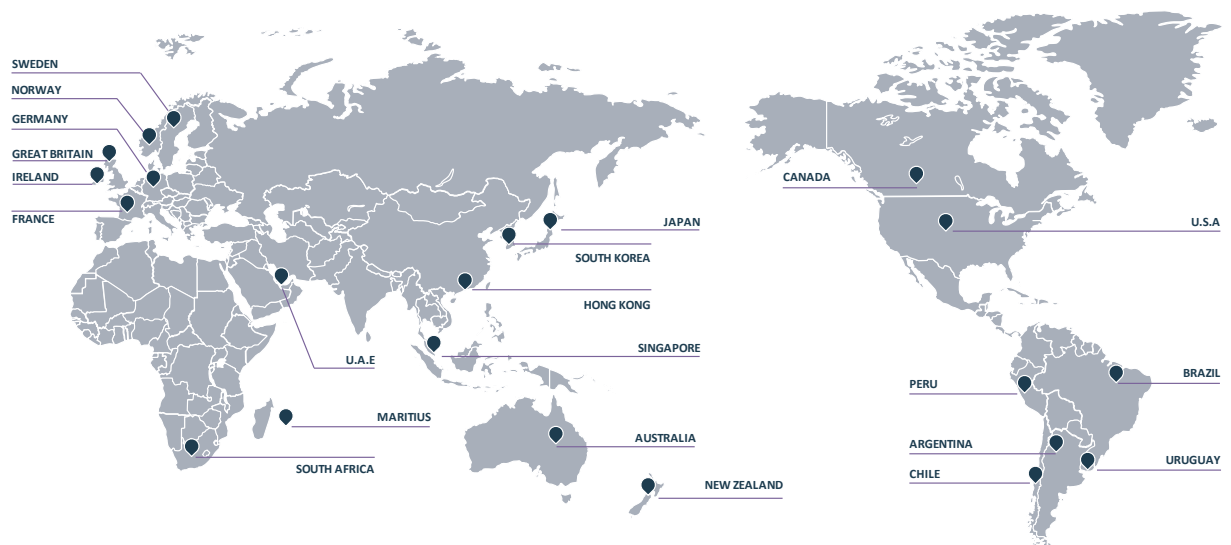 SWEDEN
NORWAY
GERMANY
GREAT BRITAIN
IRELAND
FRANCE
JAPAN
SOUTH KOREA
HONG KONG
SINGAPORE
U.A.E
MARITIUS
SOUTH AFRICA
AUSTRALIA
NEW ZEALAND
CANADA
U.S.A
BRAZIL
PERU
ARGENTINA
URUGUAY
CHILE